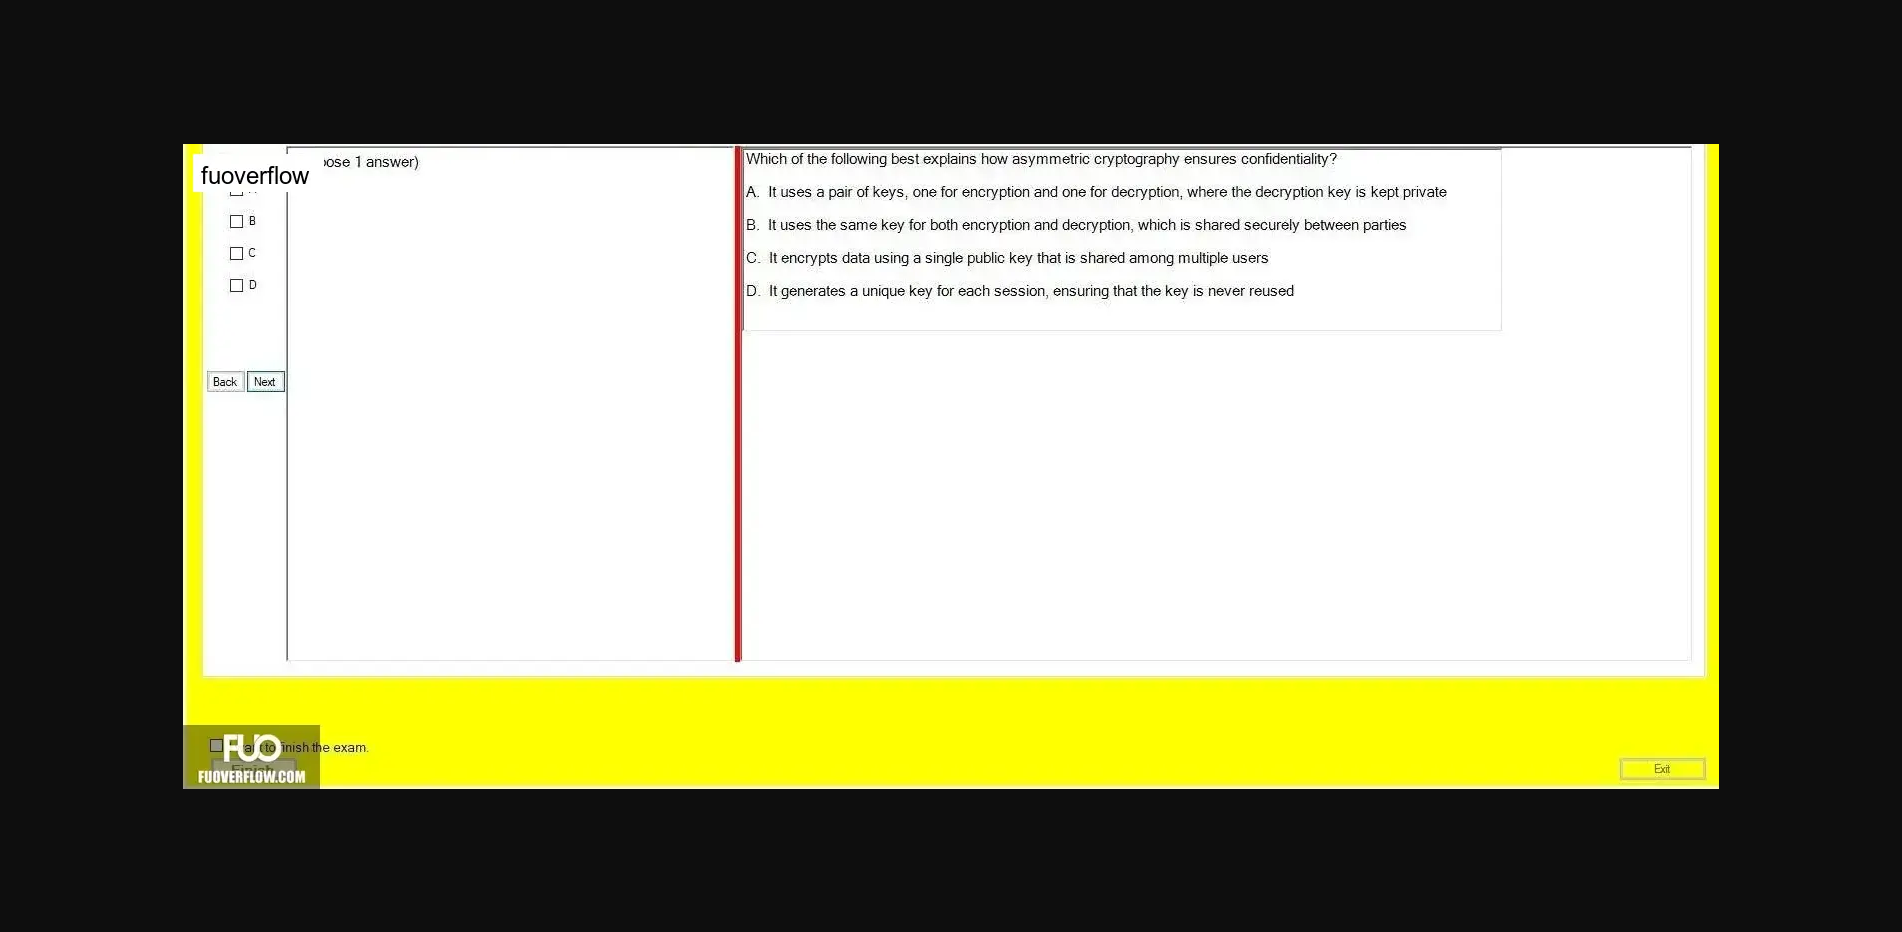 fuoverflow
ose 1 answer)
B
C
D
Back Next
Which of the following best explains how asymmetric cryptography ensures confidentiality?
A. It uses a pair of keys, one for encryption and one for decryption, where the decryption key is kept private
B. It uses the same key for both encryption and decryption, which is shared securely between parties
C. It encrypts data using a single public key that is shared among multiple users
D. It generates a unique key for each session, ensuring that the key is never reused
to finish the exam.
FUO
Finish
FUOVERFLOW.COM
Exit